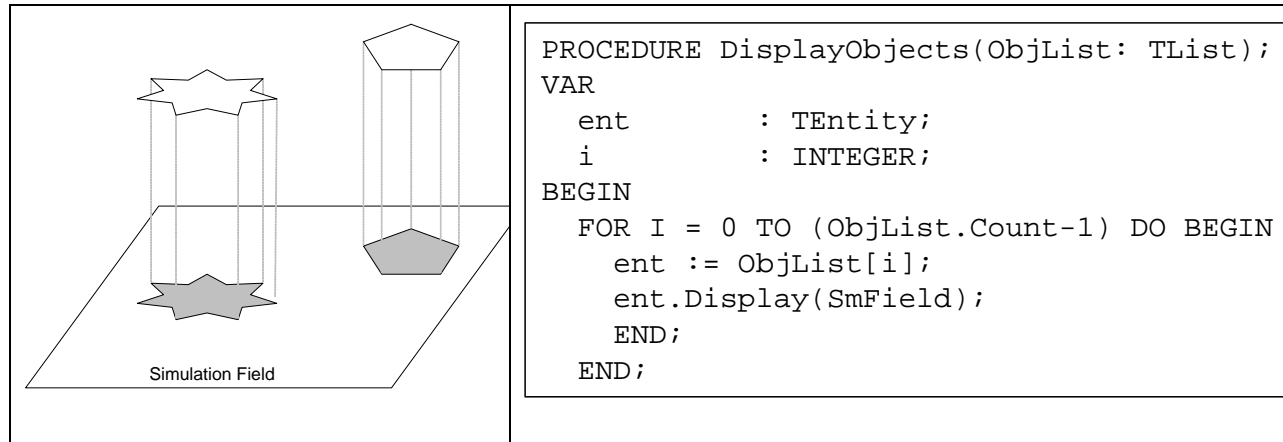 Simulation Field
PROCEDURE DisplayObjects(ObjList: TList);
VAR
  ent        : TEntity;
  i          : INTEGER;
BEGIN
  FOR I = 0 TO (ObjList.Count-1) DO BEGIN
    ent := ObjList[i];
    ent.Display(SmField);
    END;
  END;